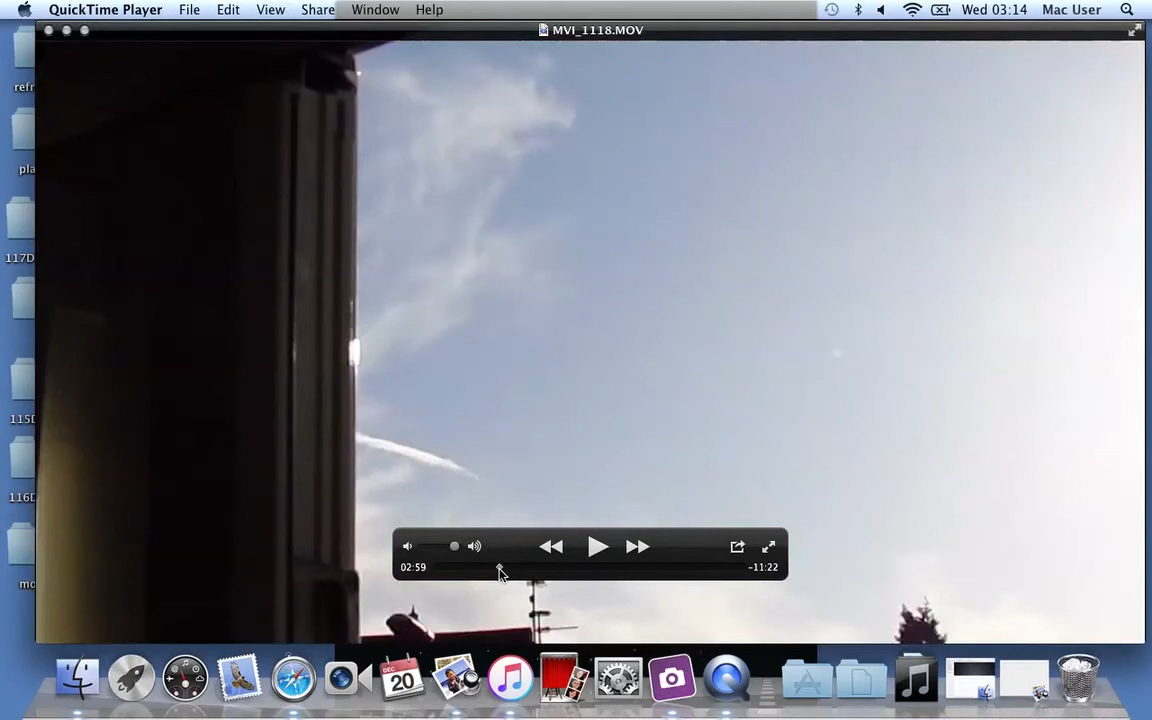 QuickTime Player File Edit View Share Window Help Wed 03:14 Mac User
MVI_1118.MOV
refr
pla
117D
115D
116D
mo
02:59 -11:22
DEC
20